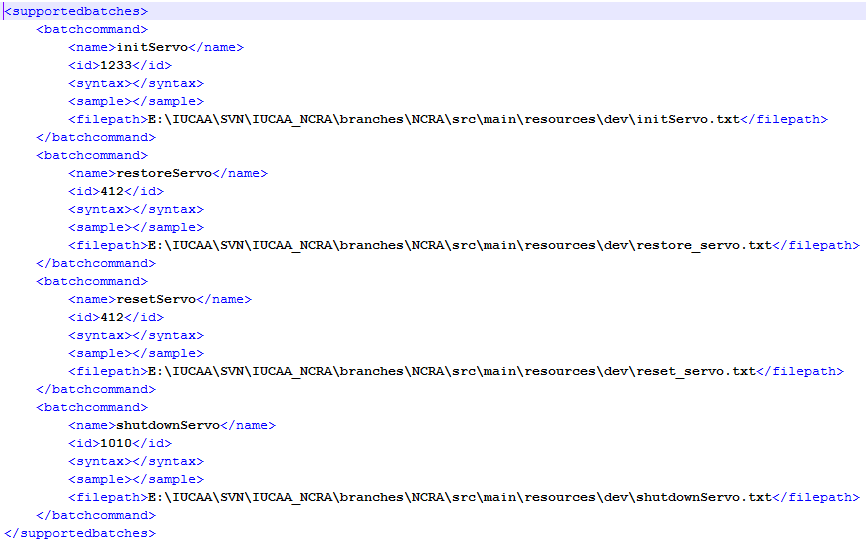 <supportedbatches>
    <batchcommand>
        <name>initServo</name>
        <id>1233</id>
        <syntax></syntax>
        <sample></sample>
        <filepath>E:\IUCAA\SVN\IUCAA_NCRA\branches\NCRA\src\main\resources\dev\initServo.txt</filepath>
    </batchcommand>
    <batchcommand>
        <name>restoreServo</name>
        <id>412</id>
        <syntax></syntax>
        <sample></sample>
        <filepath>E:\IUCAA\SVN\IUCAA_NCRA\branches\NCRA\src\main\resources\dev\restore_servo.txt</filepath>
    </batchcommand>
    <batchcommand>
        <name>resetServo</name>
        <id>412</id>
        <syntax></syntax>
        <sample></sample>
        <filepath>E:\IUCAA\SVN\IUCAA_NCRA\branches\NCRA\src\main\resources\dev\reset_servo.txt</filepath>
    </batchcommand>
    <batchcommand>
        <name>shutdownServo</name>
        <id>1010</id>
        <syntax></syntax>
        <sample></sample>
        <filepath>E:\IUCAA\SVN\IUCAA_NCRA\branches\NCRA\src\main\resources\dev\shutdownServo.txt</filepath>
    </batchcommand>
</supportedbatches>